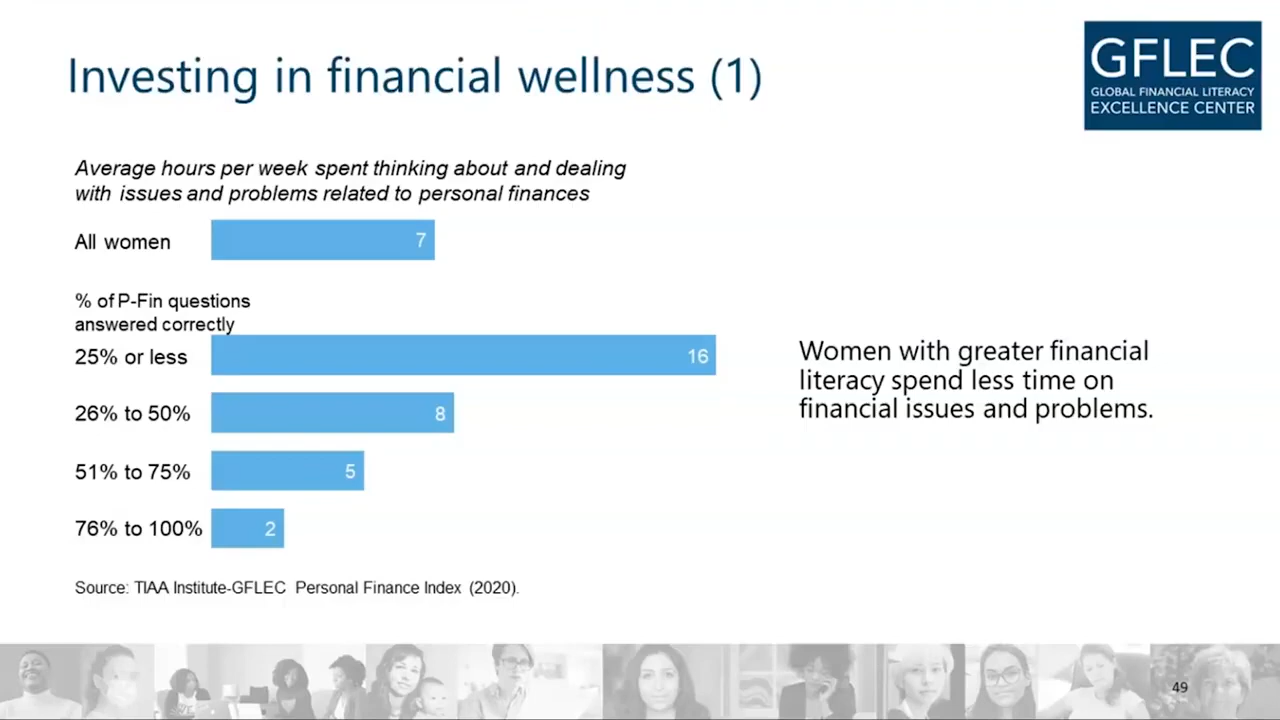 Investing in financial wellness (1)
GFLEC
GLOBAL FINANCIAL LITERACY
EXCELLENCE CENTER
Average hours per week spent thinking about and dealing
with issues and problems related to personal finances
All women 7
% of P-Fin questions
answered correctly
25% or less 16
26% to 50% 8
51% to 75% 5
76% to 100% 2
Women with greater financial
literacy spend less time on
financial issues and problems.
Source: TIAA Institute-GFLEC Personal Finance Index (2020).
49